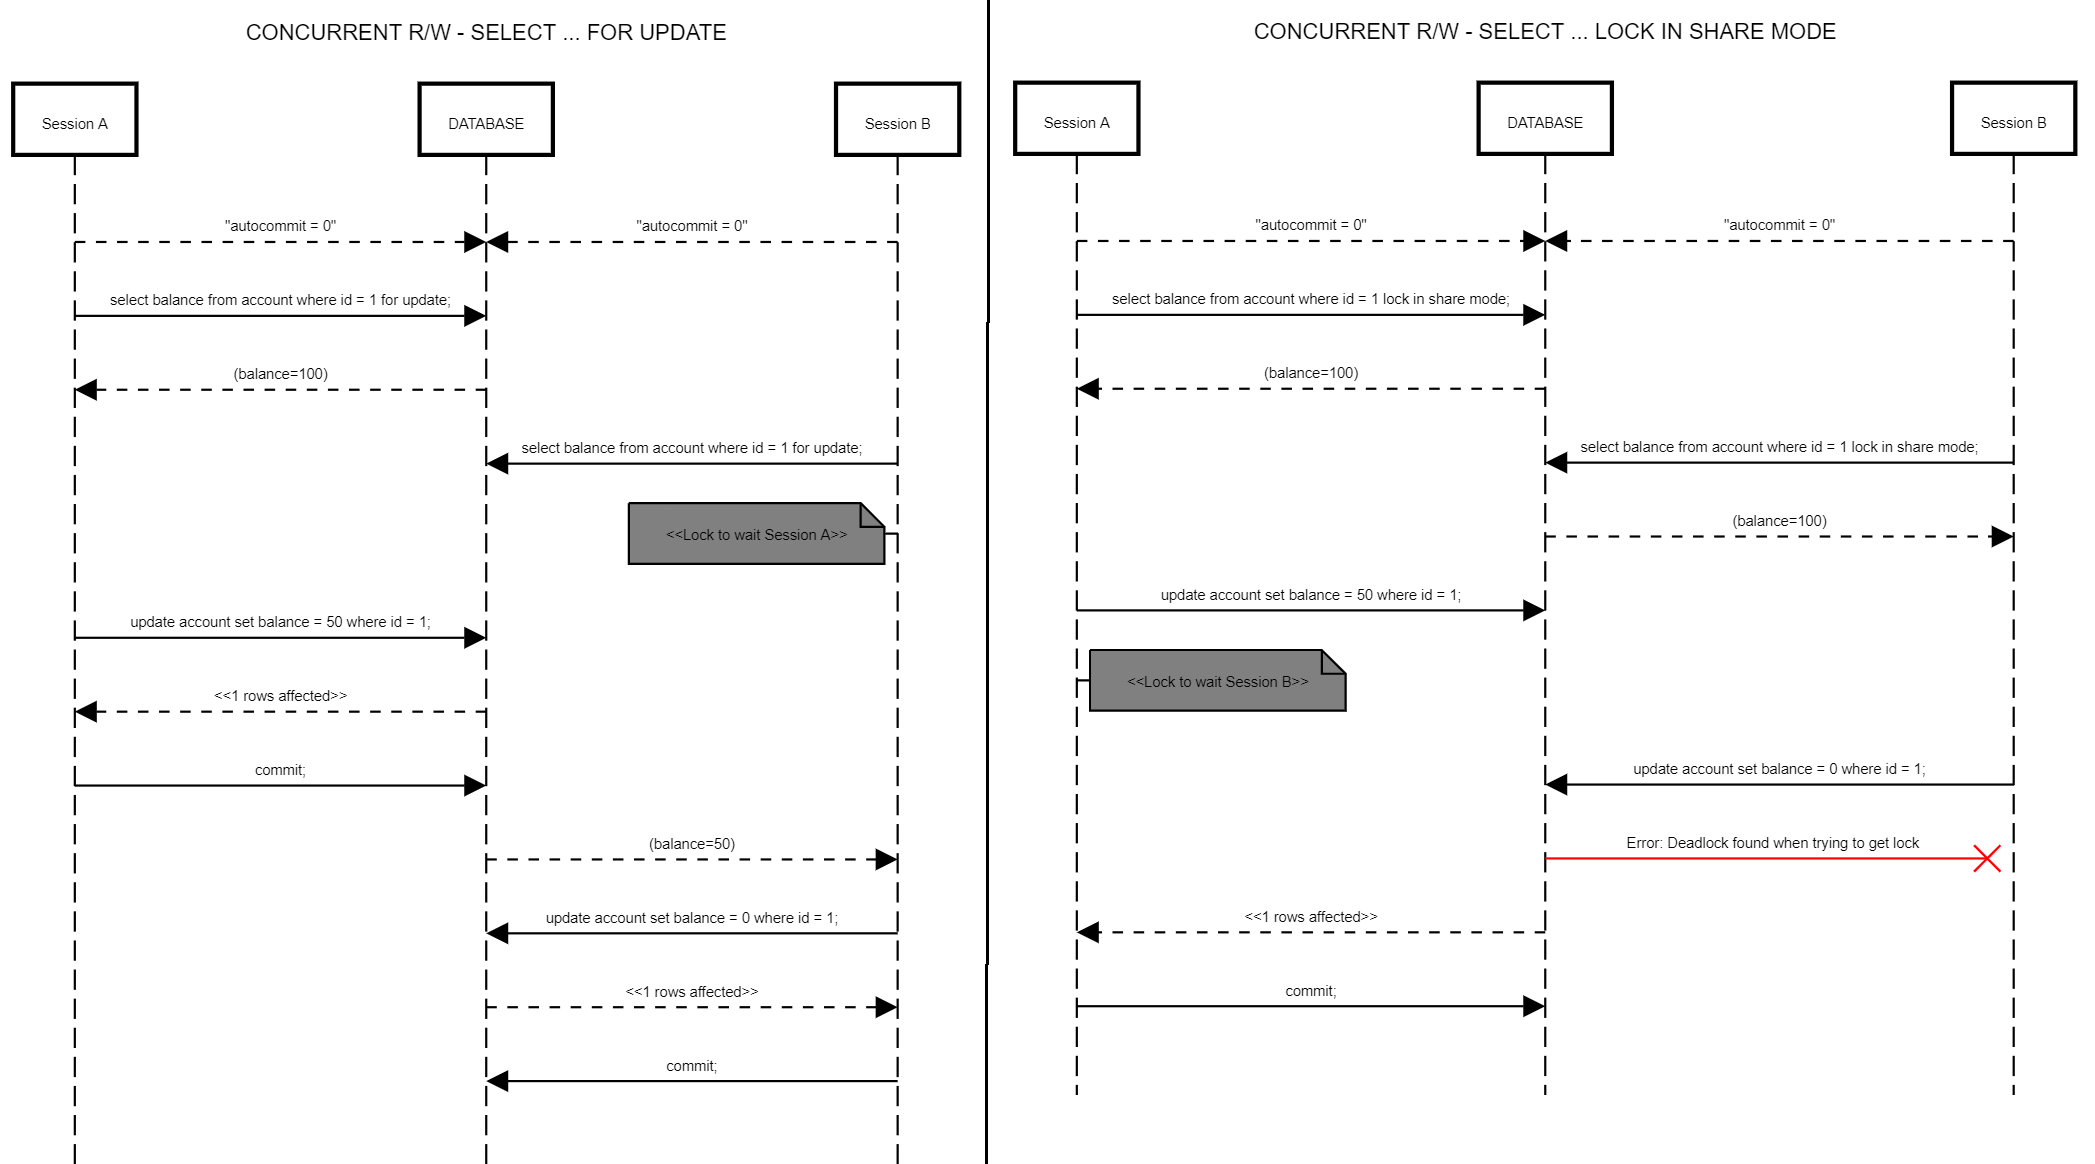 CONCURRENT R/W - SELECT ... FOR UPDATE
Session A
DATABASE
Session B
"autocommit = 0"
"autocommit = 0"
select balance from account where id = 1 for update;
(balance=100)
select balance from account where id = 1 for update;
<<Lock to wait Session A>>
update account set balance = 50 where id = 1;
<<1 rows affected>>
commit;
(balance=50)
update account set balance = 0 where id = 1;
<<1 rows affected>>
commit;
CONCURRENT R/W - SELECT ... LOCK IN SHARE MODE
Session A
DATABASE
Session B
"autocommit = 0"
"autocommit = 0"
select balance from account where id = 1 lock in share mode;
(balance=100)
select balance from account where id = 1 lock in share mode;
(balance=100)
update account set balance = 50 where id = 1;
<<Lock to wait Session B>>
update account set balance = 0 where id = 1;
Error: Deadlock found when trying to get lock
<<1 rows affected>>
commit;